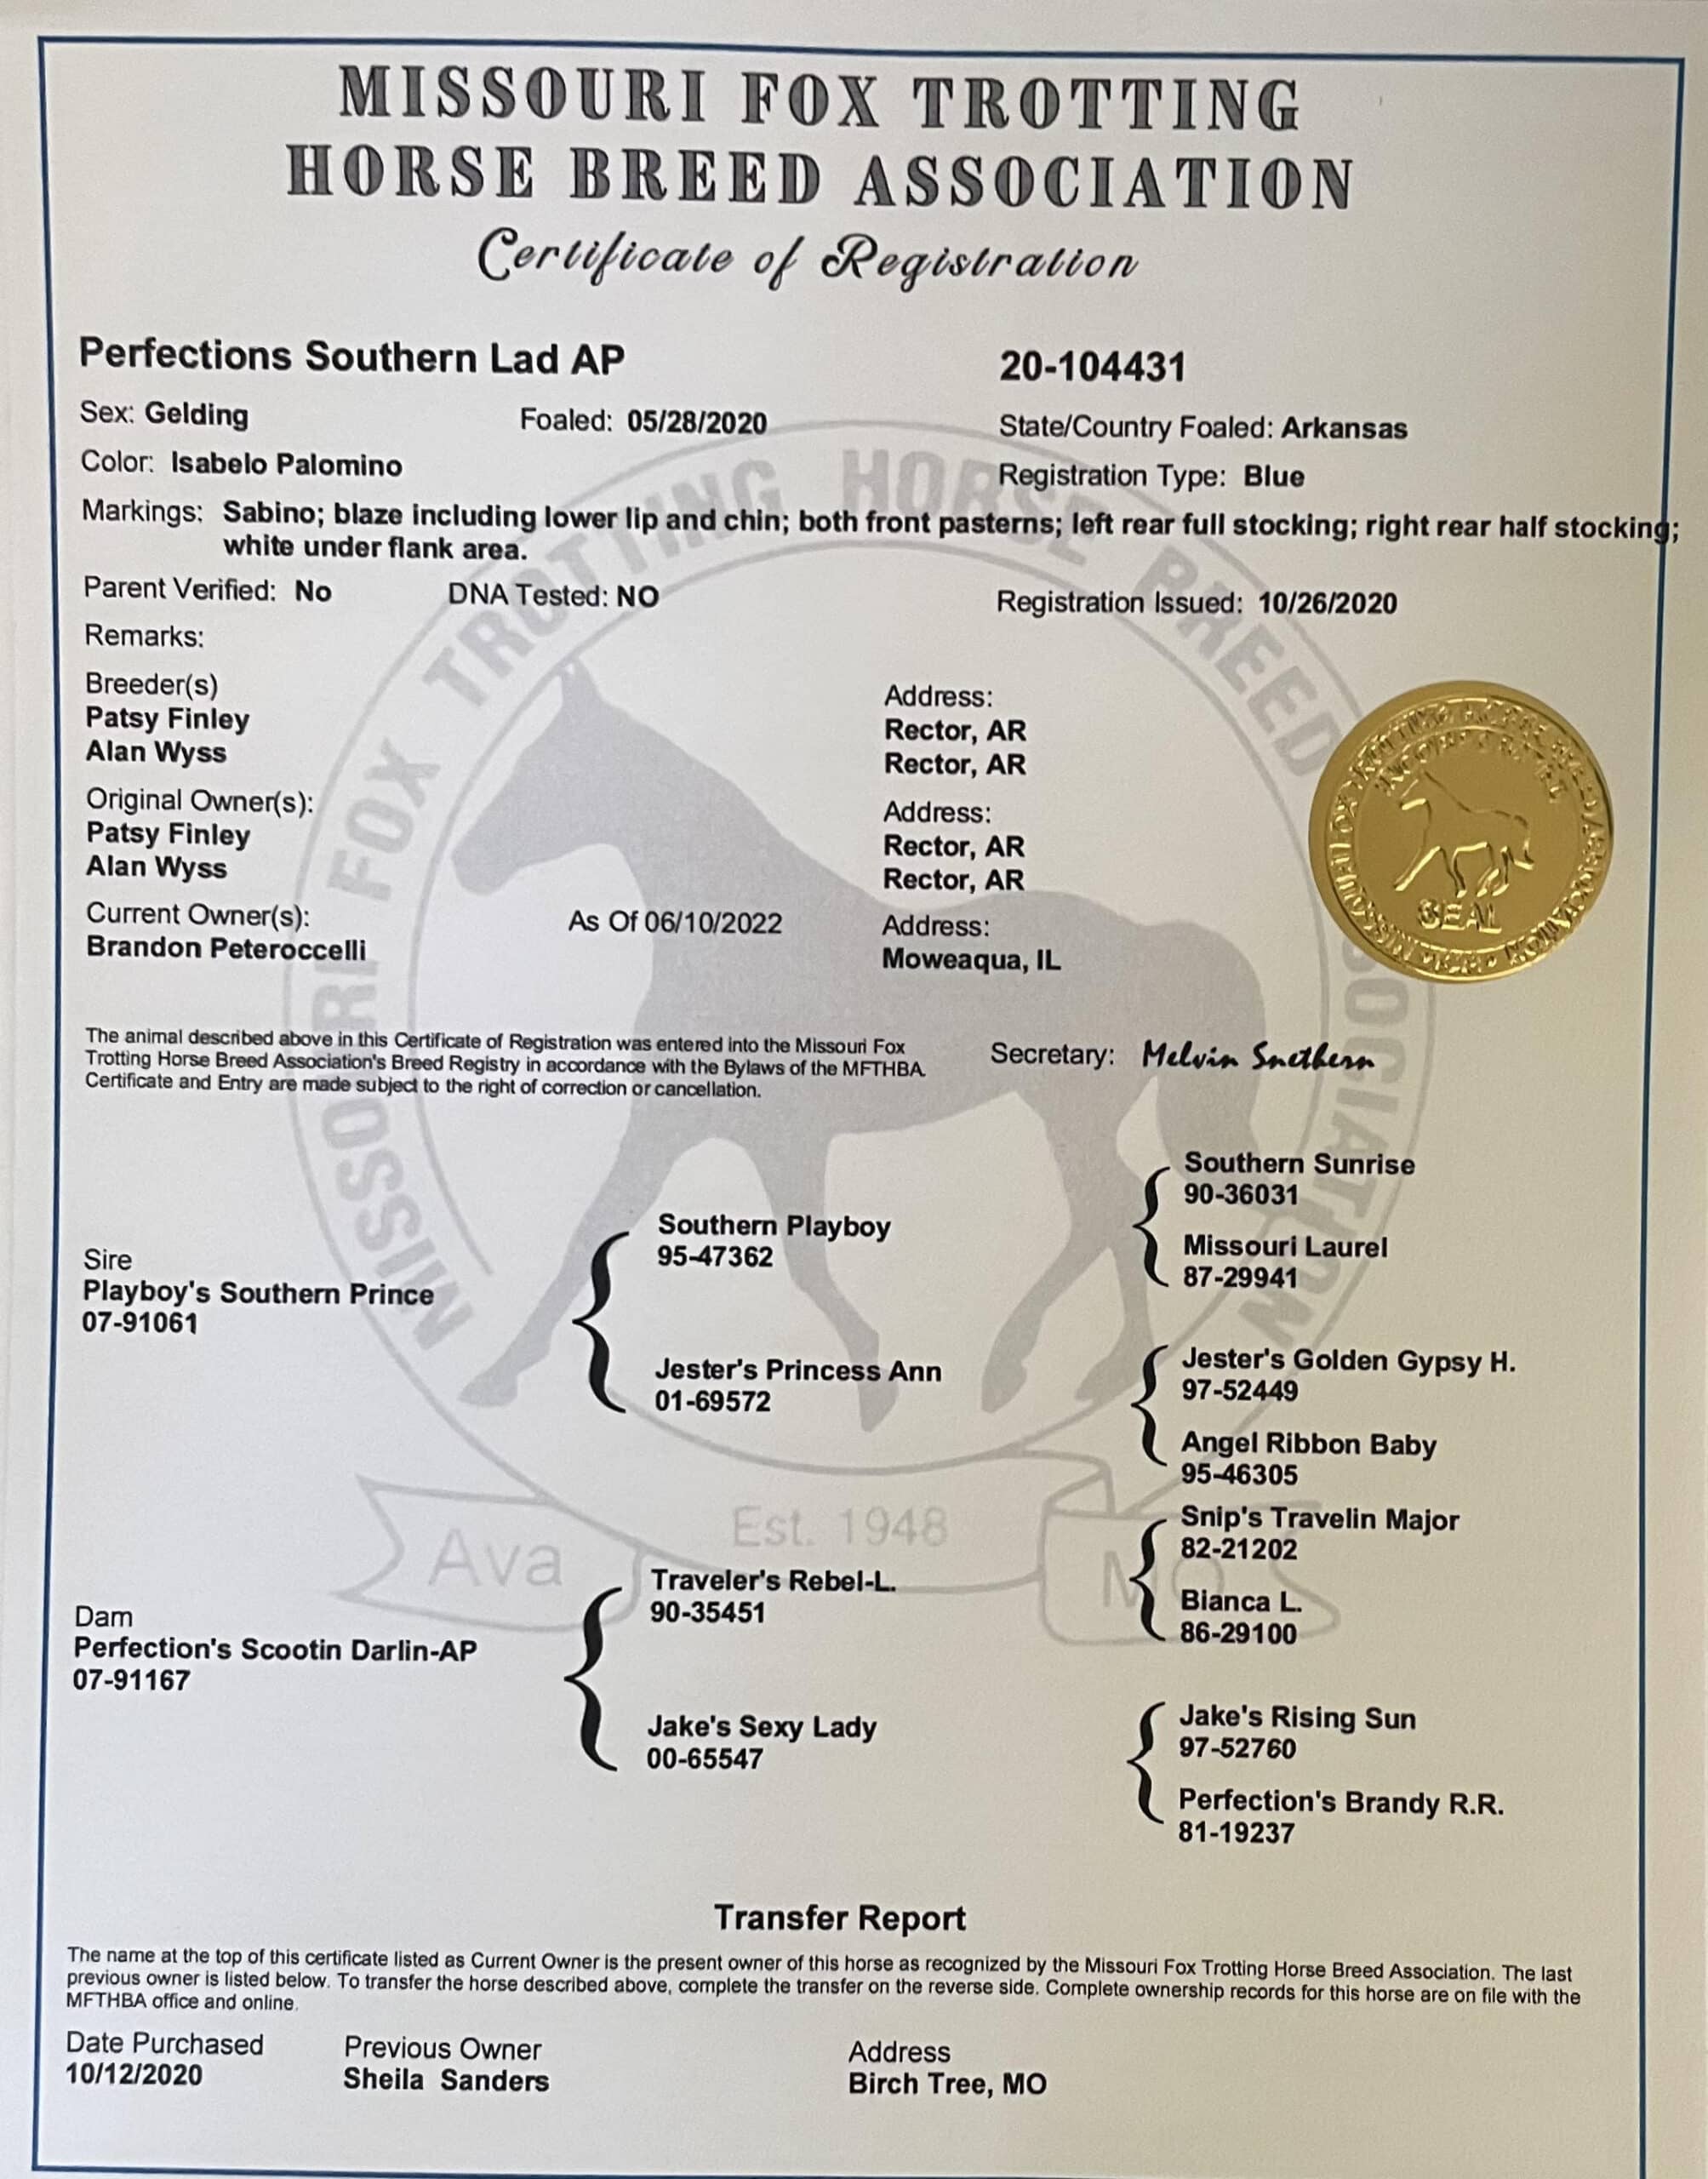 MISSOURI FOX TROTTING
HORSE BREED ASSOCIATION
Certificate of Registration
Perfections Southern Lad AP 20-104431
Sex: Gelding Foaled: 05/28/2020 State/Country Foaled: Arkansas
Color: Isabelo Palomino Registration Type: Blue
Markings: Sabino; blaze including lower lip and chin; both front pasterns; left rear full stocking; right rear half stocking;
white under flank area.
Parent Verified: No DNA Tested: NO Registration Issued: 10/26/2020
Remarks:
Breeder(s) Address:
Patsy Finley Rector, AR
Alan Wyss Rector, AR
Original Owner(s): Address:
Patsy Finley Rector, AR
Alan Wyss Rector, AR
Current Owner(s): As Of 06/10/2022 Address:
Brandon Peteroccelli Moweaqua, IL
SEAL
The animal described above in this Certificate of Registration was entered into the Missouri Fox
Trotting Horse Breed Association's Breed Registry in accordance with the Bylaws of the MFTHBA.
Certificate and Entry are made subject to the right of correction or cancellation.
Secretary: Melvin Snethern
MISSOURI FOX TROTTING HORSE BREED ASSOCIATION
Sire
Playboy's Southern Prince
07-91061
Southern Playboy
95-47362
Jester's Princess Ann
01-69572
Southern Sunrise
90-36031
Missouri Laurel
87-29941
Jester's Golden Gypsy H.
97-52449
Angel Ribbon Baby
95-46305
Ava Est. 1948 MO
Dam
Perfection's Scootin Darlin-AP
07-91167
Traveler's Rebel-L.
90-35451
Jake's Sexy Lady
00-65547
Snip's Travelin Major
82-21202
Bianca L.
86-29100
Jake's Rising Sun
97-52760
Perfection's Brandy R.R.
81-19237
Transfer Report
The name at the top of this certificate listed as Current Owner is the present owner of this horse as recognized by the Missouri Fox Trotting Horse Breed Association. The last
previous owner is listed below. To transfer the horse described above, complete the transfer on the reverse side. Complete ownership records for this horse are on file with the
MFTHBA office and online.
Date Purchased Previous Owner Address
10/12/2020 Sheila Sanders Birch Tree, MO